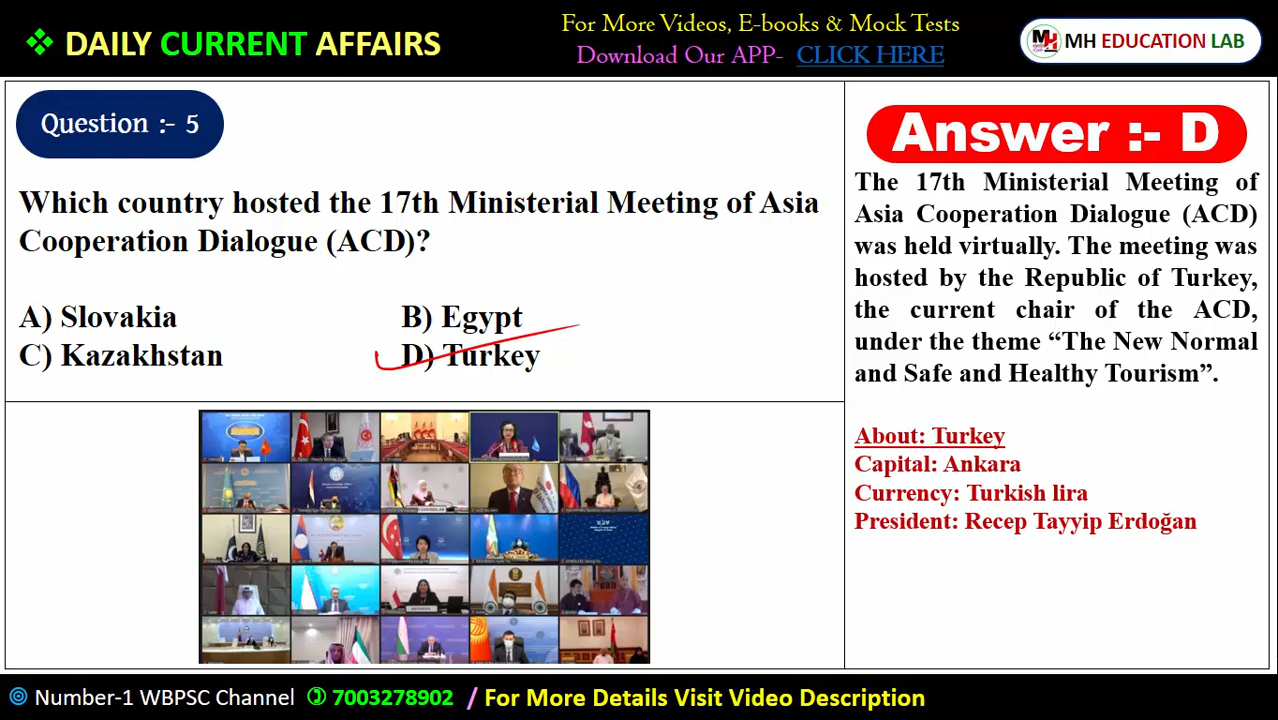 ❖ DAILY CURRENT AFFAIRS
For More Videos, E-books & Mock Tests
Download Our APP- CLICK HERE
MH EDUCATION LAB
Question :- 5
Which country hosted the 17th Ministerial Meeting of Asia
Cooperation Dialogue (ACD)?
A) Slovakia
B) Egypt
C) Kazakhstan
D) Turkey
Answer :- D
The 17th Ministerial Meeting of
Asia Cooperation Dialogue (ACD)
was held virtually. The meeting was
hosted by the Republic of Turkey,
the current chair of the ACD,
under the theme “The New Normal
and Safe and Healthy Tourism”.
About: Turkey
Capital: Ankara
Currency: Turkish lira
President: Recep Tayyip Erdoğan
Number-1 WBPSC Channel 7003278902 / For More Details Visit Video Description